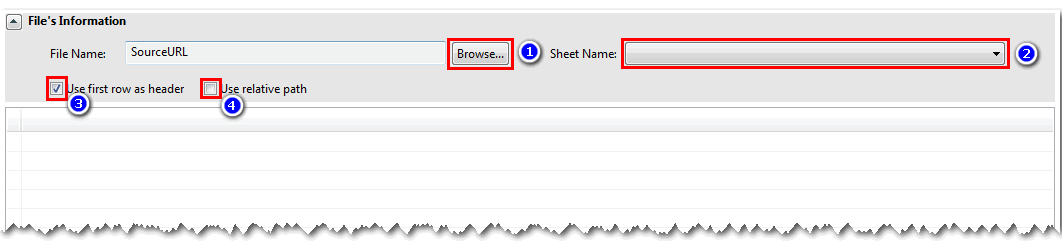 File's Information
File Name: SourceURL Browse... 1 Sheet Name: 2
Use first row as header Use relative path
3 4